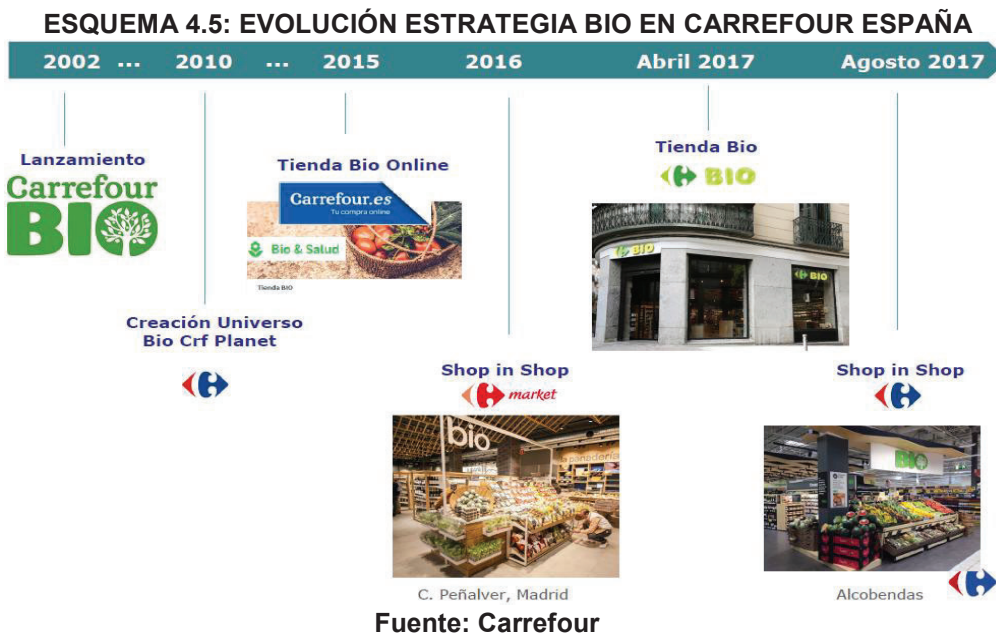 ESQUEMA 4.5: EVOLUCIÓN ESTRATEGIA BIO EN CARREFOUR ESPAÑA
2002 ... 2010 ... 2015 2016 Abril 2017 Agosto 2017
Lanzamiento
Carrefour
BIO
Creación Universo
Bio Crf Planet
Tienda Bio Online
Carrefour.es
Tu compra online
Bio & Salud
Tienda BIO
Shop in Shop
market
bio
panadería
C. Peñalver, Madrid
Tienda Bio
BIO
BIO
BIO
Shop in Shop
BIO
Alcobendas
Fuente: Carrefour